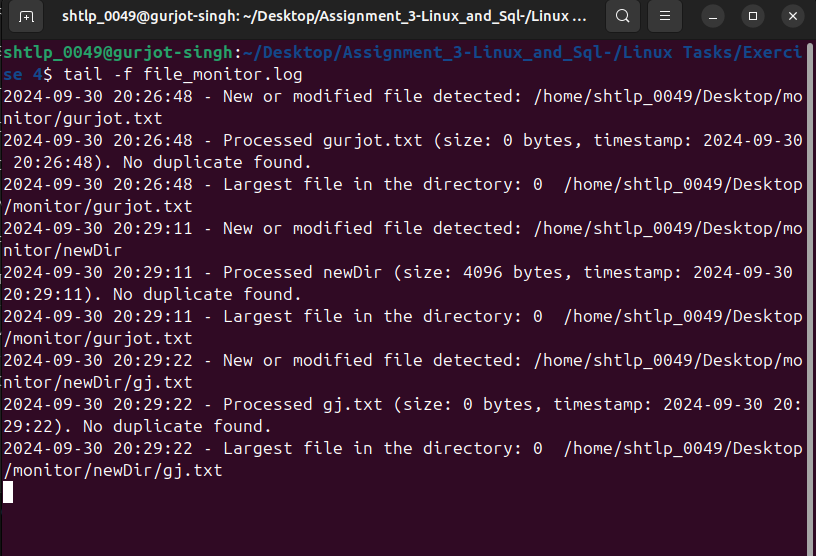 shtlp_0049@gurjot-singh: ~/Desktop/Assignment_3-Linux_and_Sql-/Linux ...
shtlp_0049@gurjot-singh:~/Desktop/Assignment_3-Linux_and_Sql-/Linux Tasks/Exerci
se 4$ tail -f file_monitor.log
2024-09-30 20:26:48 - New or modified file detected: /home/shtlp_0049/Desktop/mo
nitor/gurjot.txt
2024-09-30 20:26:48 - Processed gurjot.txt (size: 0 bytes, timestamp: 2024-09-30
 20:26:48). No duplicate found.
2024-09-30 20:26:48 - Largest file in the directory: 0  /home/shtlp_0049/Desktop
/monitor/gurjot.txt
2024-09-30 20:29:11 - New or modified file detected: /home/shtlp_0049/Desktop/mo
nitor/newDir
2024-09-30 20:29:11 - Processed newDir (size: 4096 bytes, timestamp: 2024-09-30
20:29:11). No duplicate found.
2024-09-30 20:29:11 - Largest file in the directory: 0  /home/shtlp_0049/Desktop
/monitor/gurjot.txt
2024-09-30 20:29:22 - New or modified file detected: /home/shtlp_0049/Desktop/mo
nitor/newDir/gj.txt
2024-09-30 20:29:22 - Processed gj.txt (size: 0 bytes, timestamp: 2024-09-30 20:
29:22). No duplicate found.
2024-09-30 20:29:22 - Largest file in the directory: 0  /home/shtlp_0049/Desktop
/monitor/newDir/gj.txt